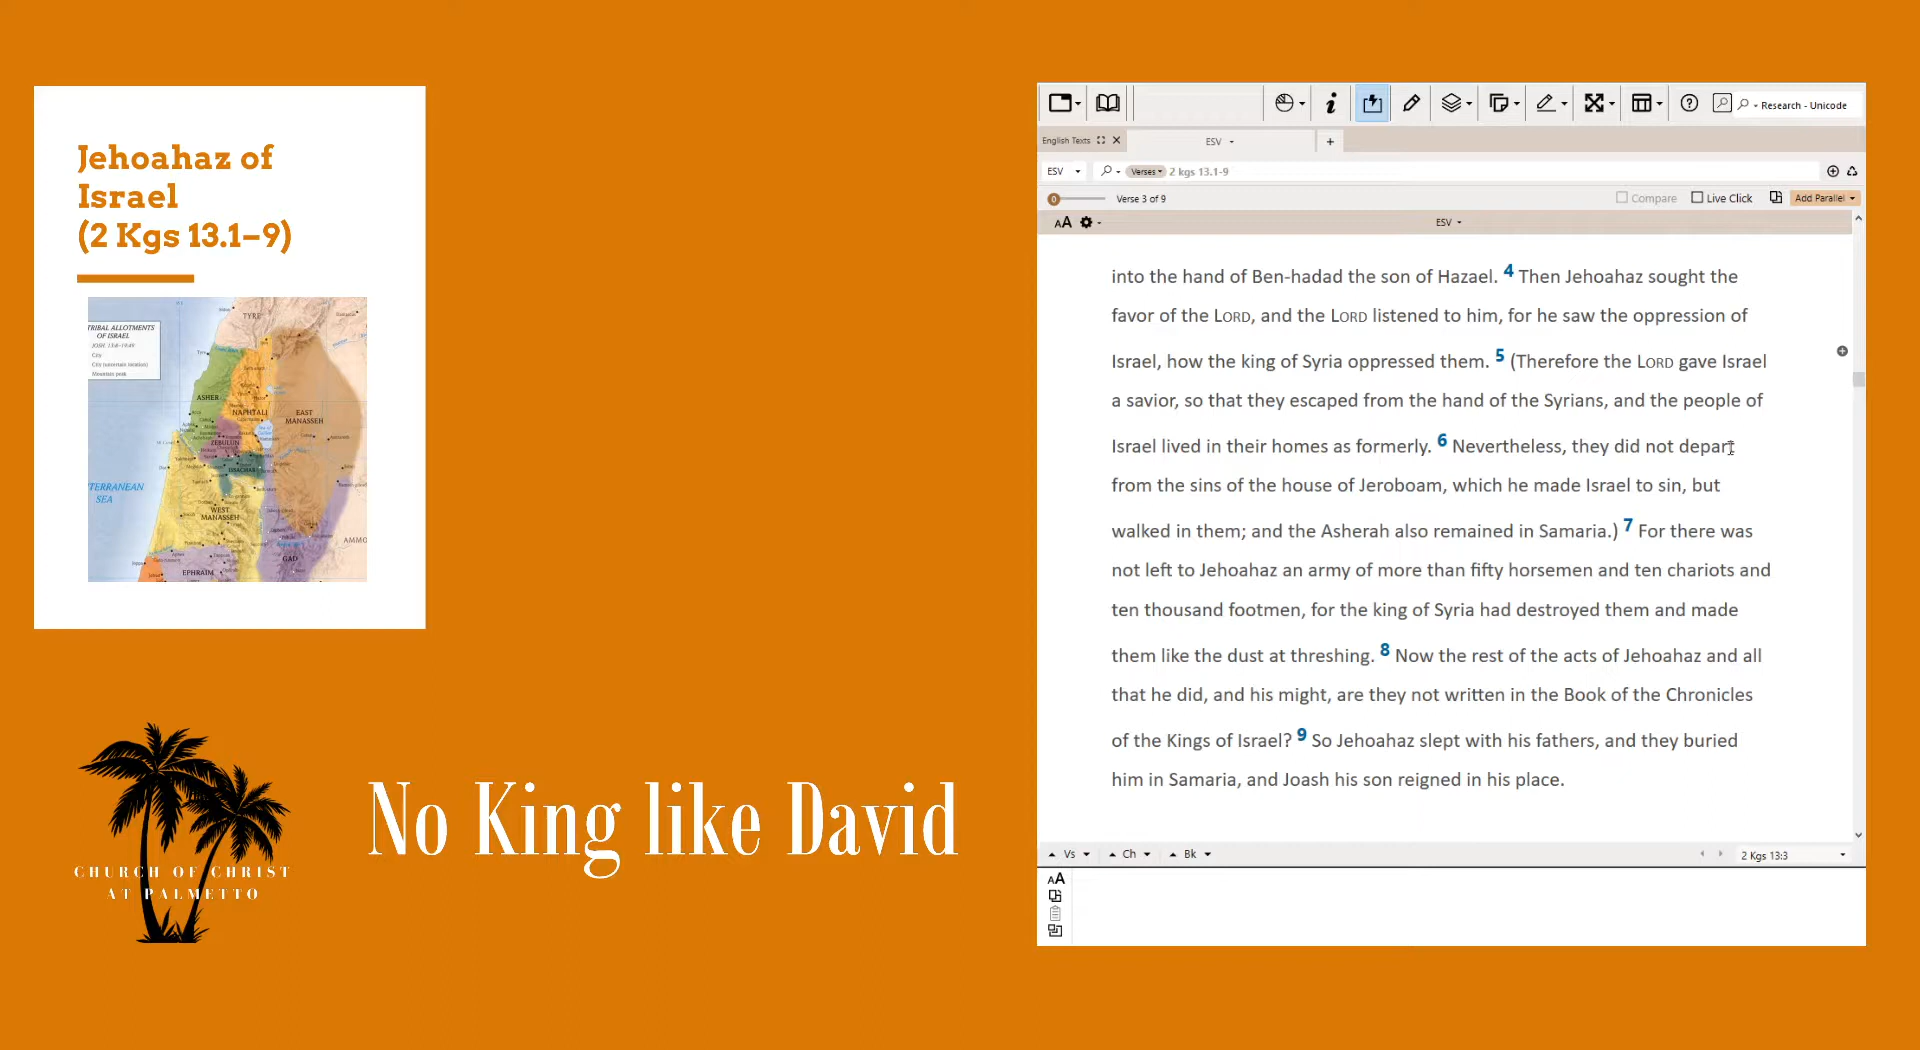 Jehoahaz of
Israel
(2 Kgs 13.1–9)
TRIBAL ALLOTMENTS
OF ISRAEL
City
City (uncertain location)
Mountain peak
TYRE
ASHER
NAPHTALI
EAST
MANASSEH
ZEBULUN
ISSACHAR
TERRANEAN
SEA
WEST
MANASSEH
GAD
AMMO
EPHRAIM
CHURCH OF CHRIST
AT PALMETTO
No King like David
Research - Unicode
English Texts
ESV
ESV
Verses
2 kgs 13.1-9
0
Verse 3 of 9
Compare
Live Click
Add Parallel
AA
ESV
into the hand of Ben-hadad the son of Hazael. 4 Then Jehoahaz sought the
favor of the LORD, and the LORD listened to him, for he saw the oppression of
Israel, how the king of Syria oppressed them. 5 (Therefore the LORD gave Israel
a savior, so that they escaped from the hand of the Syrians, and the people of
Israel lived in their homes as formerly. 6 Nevertheless, they did not depart
from the sins of the house of Jeroboam, which he made Israel to sin, but
walked in them; and the Asherah also remained in Samaria.) 7 For there was
not left to Jehoahaz an army of more than fifty horsemen and ten chariots and
ten thousand footmen, for the king of Syria had destroyed them and made
them like the dust at threshing. 8 Now the rest of the acts of Jehoahaz and all
that he did, and his might, are they not written in the Book of the Chronicles
of the Kings of Israel? 9 So Jehoahaz slept with his fathers, and they buried
him in Samaria, and Joash his son reigned in his place.
Vs
Ch
Bk
2 Kgs 13:3
AA